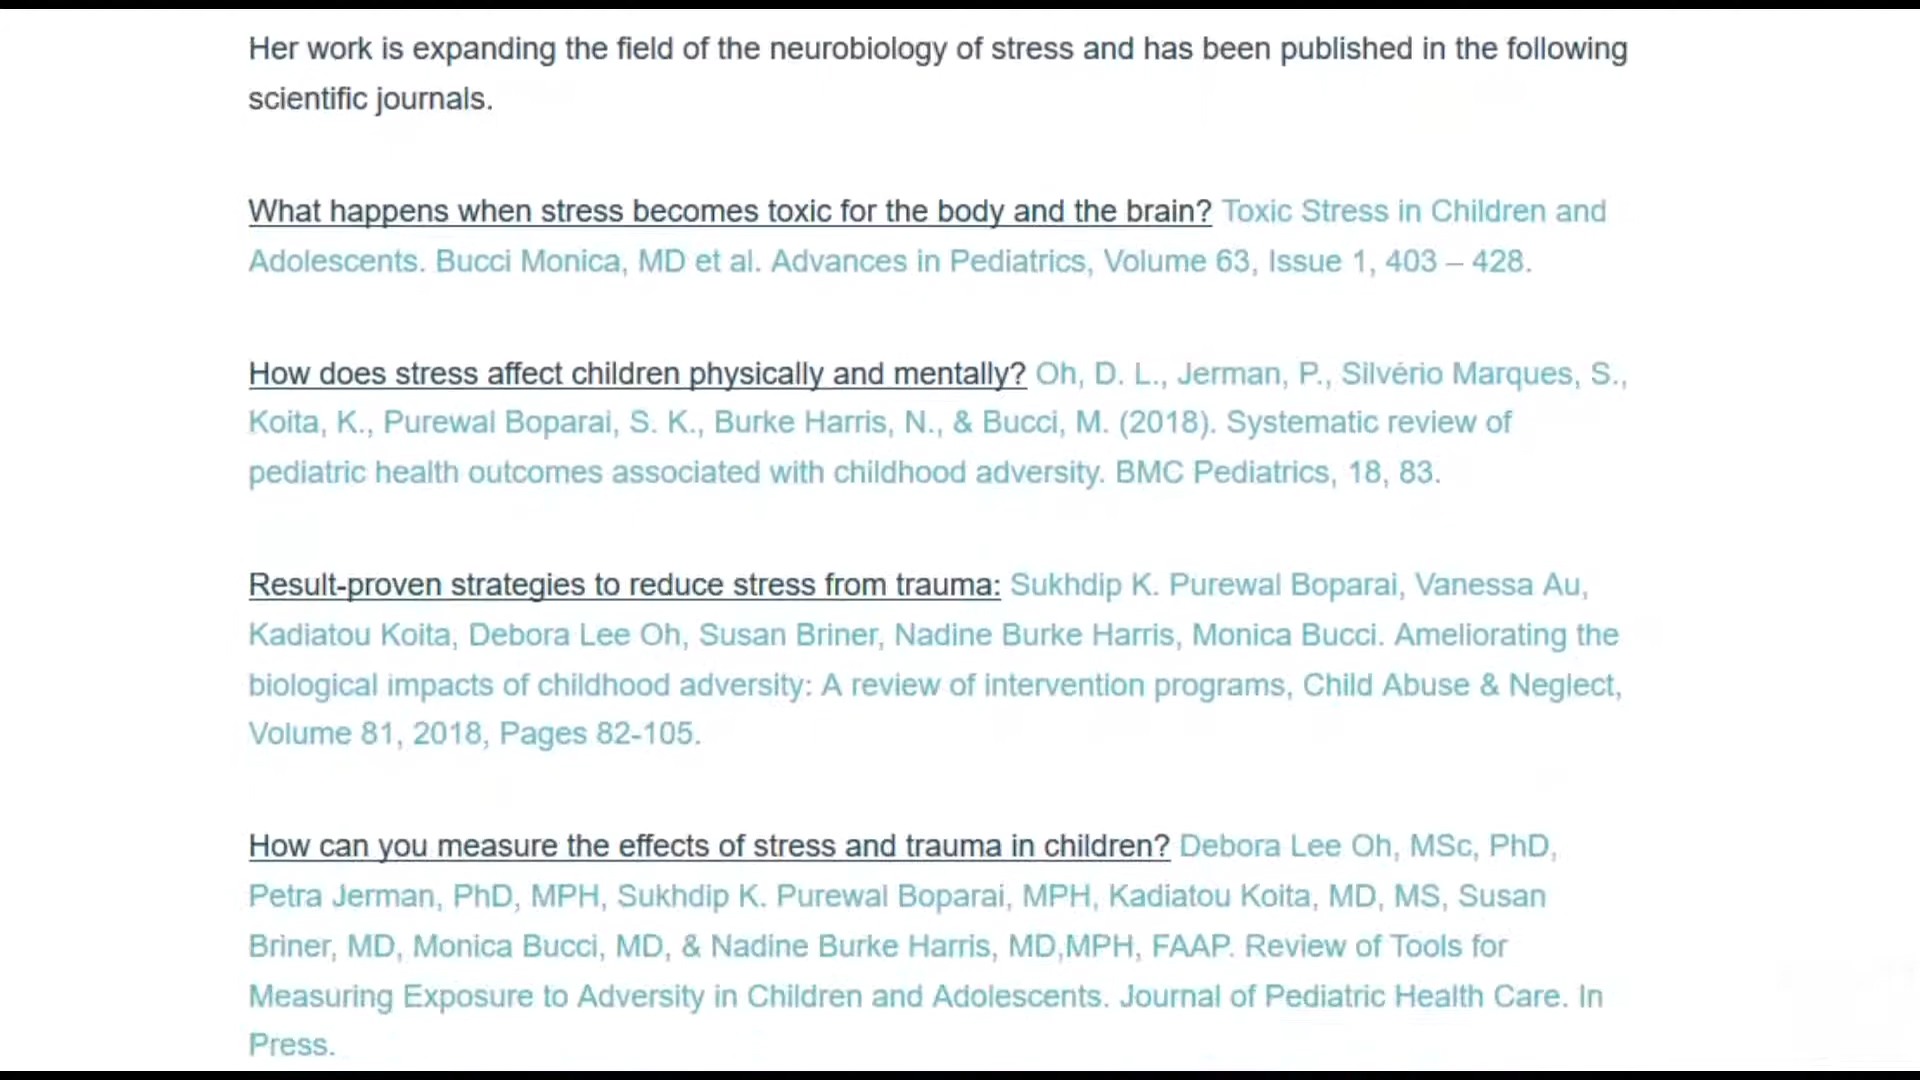 Her work is expanding the field of the neurobiology of stress and has been published in the following
scientific journals.
What happens when stress becomes toxic for the body and the brain? Toxic Stress in Children and
Adolescents. Bucci Monica, MD et al. Advances in Pediatrics, Volume 63, Issue 1, 403 – 428.
How does stress affect children physically and mentally? Oh, D. L., Jerman, P., Silvério Marques, S.,
Koita, K., Purewal Boparai, S. K., Burke Harris, N., & Bucci, M. (2018). Systematic review of
pediatric health outcomes associated with childhood adversity. BMC Pediatrics, 18, 83.
Result-proven strategies to reduce stress from trauma: Sukhdip K. Purewal Boparai, Vanessa Au,
Kadiatou Koita, Debora Lee Oh, Susan Briner, Nadine Burke Harris, Monica Bucci. Ameliorating the
biological impacts of childhood adversity: A review of intervention programs, Child Abuse & Neglect,
Volume 81, 2018, Pages 82-105.
How can you measure the effects of stress and trauma in children? Debora Lee Oh, MSc, PhD,
Petra Jerman, PhD, MPH, Sukhdip K. Purewal Boparai, MPH, Kadiatou Koita, MD, MS, Susan
Briner, MD, Monica Bucci, MD, & Nadine Burke Harris, MD,MPH, FAAP. Review of Tools for
Measuring Exposure to Adversity in Children and Adolescents. Journal of Pediatric Health Care. In
Press.